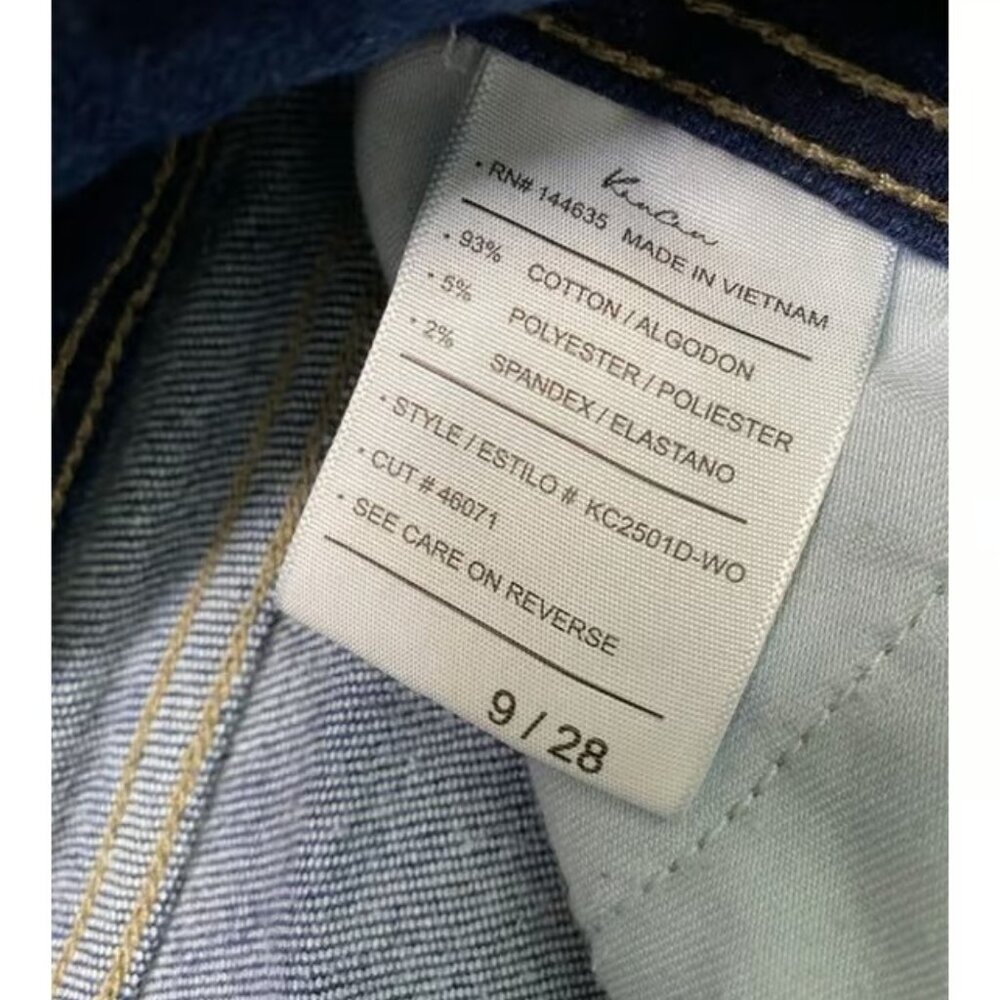 KanCan
• RN# 144635 MADE IN VIETNAM
• 93% COTTON / ALGODON
• 5% POLYESTER / POLIESTER
• 2% SPANDEX / ELASTANO
• STYLE / ESTILO # KC2501D-WO
• CUT # 46071
• SEE CARE ON REVERSE
9 / 28